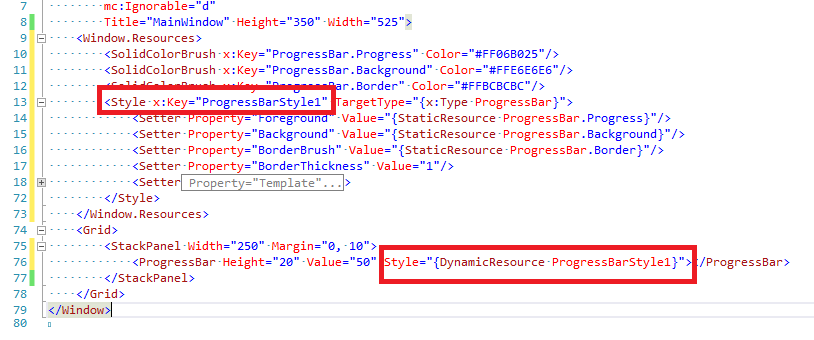 7 mc:Ignorable="d"
8 Title="MainWindow" Height="350" Width="525">
9 <Window.Resources>
10 <SolidColorBrush x:Key="ProgressBar.Progress" Color="#FF06B025"/>
11 <SolidColorBrush x:Key="ProgressBar.Background" Color="#FFE6E6E6"/>
12 <SolidColorBrush x:Key="ProgressBar.Border" Color="#FFBCBCBC"/>
13 <Style x:Key="ProgressBarStyle1" TargetType="{x:Type ProgressBar}">
14 <Setter Property="Foreground" Value="{StaticResource ProgressBar.Progress}"/>
15 <Setter Property="Background" Value="{StaticResource ProgressBar.Background}"/>
16 <Setter Property="BorderBrush" Value="{StaticResource ProgressBar.Border}"/>
17 <Setter Property="BorderThickness" Value="1"/>
18 <Setter Property="Template"...>
72 </Style>
73 </Window.Resources>
74 <Grid>
75 <StackPanel Width="250" Margin="0, 10">
76 <ProgressBar Height="20" Value="50" Style="{DynamicResource ProgressBarStyle1}"></ProgressBar>
77 </StackPanel>
78 </Grid>
79 </Window>
80